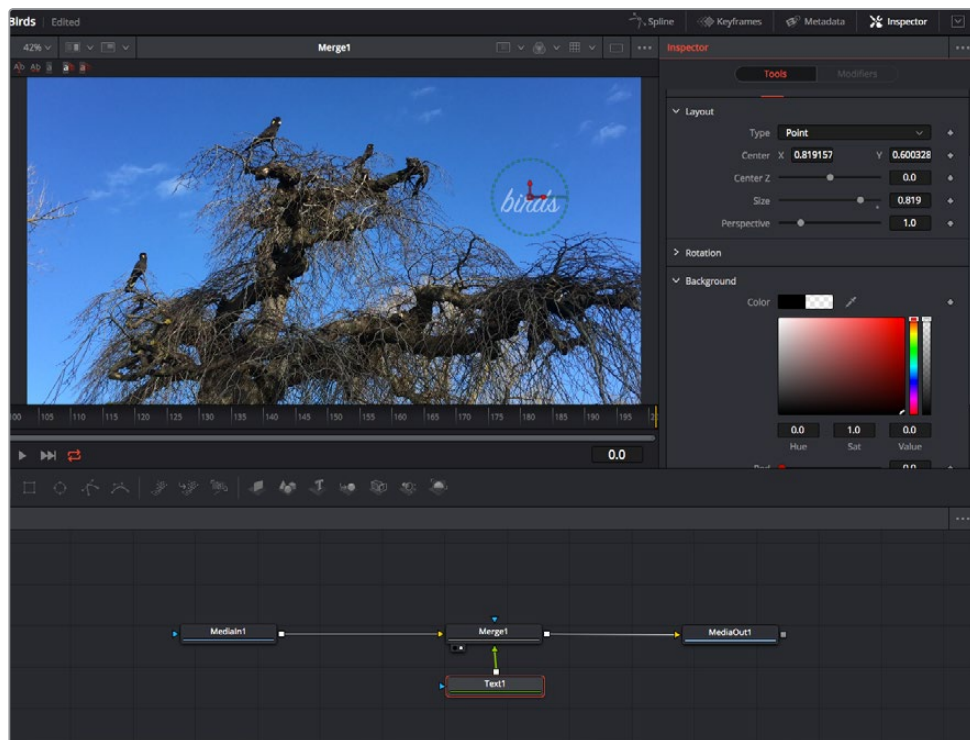 Birds Edited Spline Keyframes Metadata Inspector
42% Merge1 Inspector
Tools Modifiers
Layout
Type Point
Center X 0.819157 Y 0.600328
Center Z 0.0
Size 0.819
Perspective 1.0
birds
Rotation
Background
Color
0.0 1.0 0.0
Hue Sat Value
105 110 115 120 125 130 135 140 145 150 155 160 165 170 175 180 185 190 195
0.0
MediaIn1 Merge1 MediaOut1
Text1